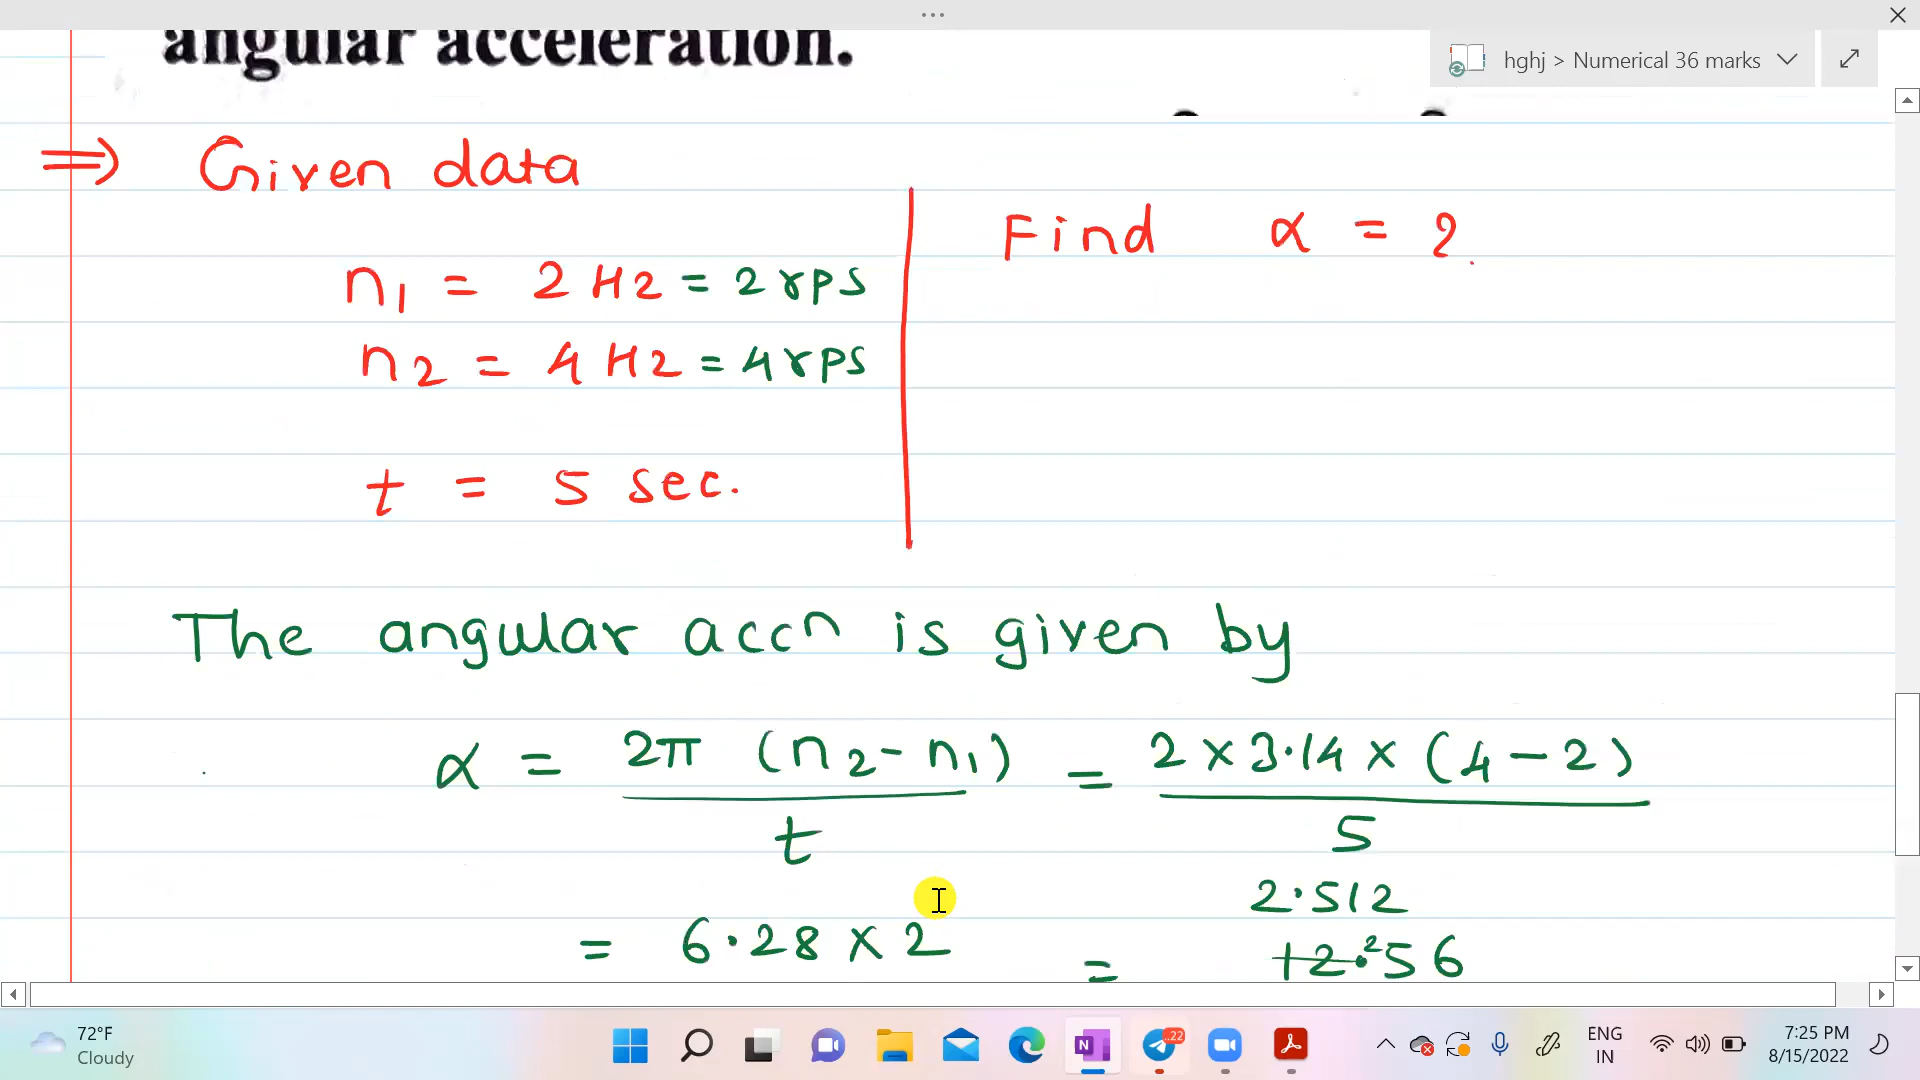 angular acceleration.
hghj > Numerical 36 marks
⇒ Given data
Find α = ?
n1 = 2 Hz = 2 rps
n2 = 4 Hz = 4 rps
t = 5 sec.
The angular accn is given by
α = 2π (n2 - n1) / t = 2 × 3.14 × (4 - 2) / 5
2.512
= 6.28 × 2 = 12.256
72°F
Cloudy
22
ENG
IN
7:25 PM
8/15/2022